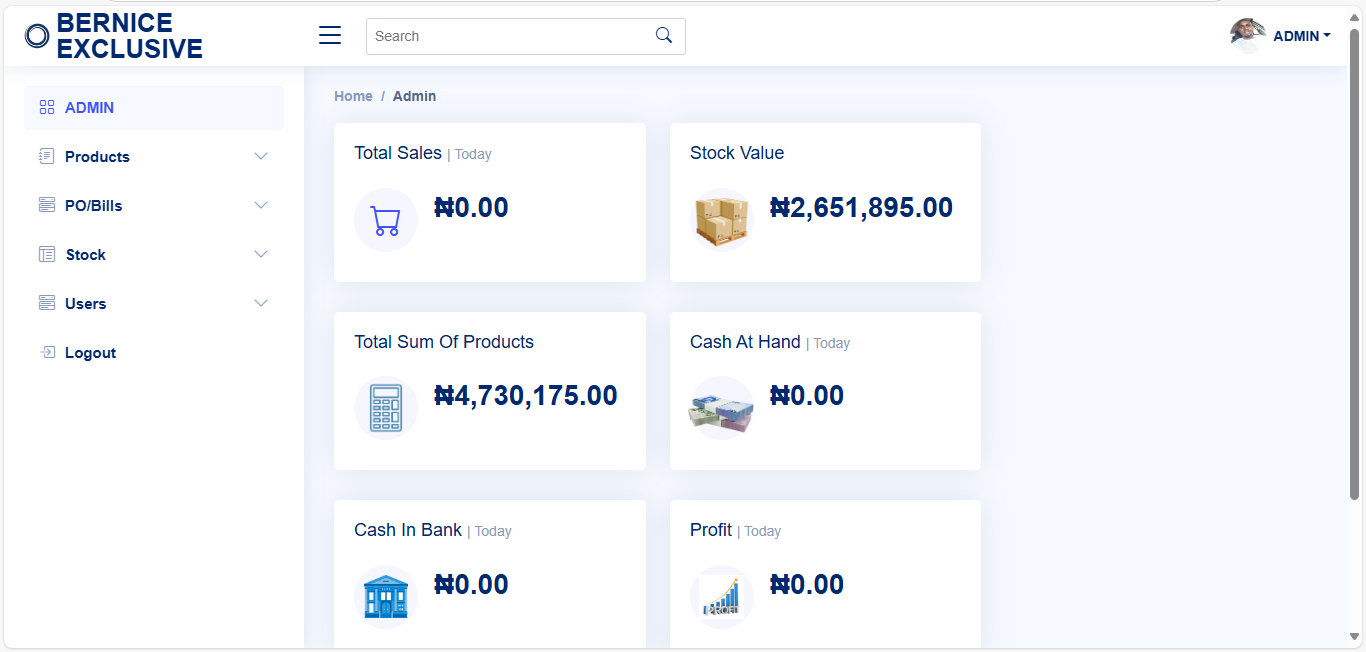 BERNICE
EXCLUSIVE
Search
ADMIN
ADMIN
Products
PO/Bills
Stock
Users
Logout
Home / Admin
Total Sales | Today
₦0.00
Stock Value
₦2,651,895.00
Total Sum Of Products
₦4,730,175.00
Cash At Hand | Today
₦0.00
Cash In Bank | Today
₦0.00
Profit | Today
PROFIT
₦0.00